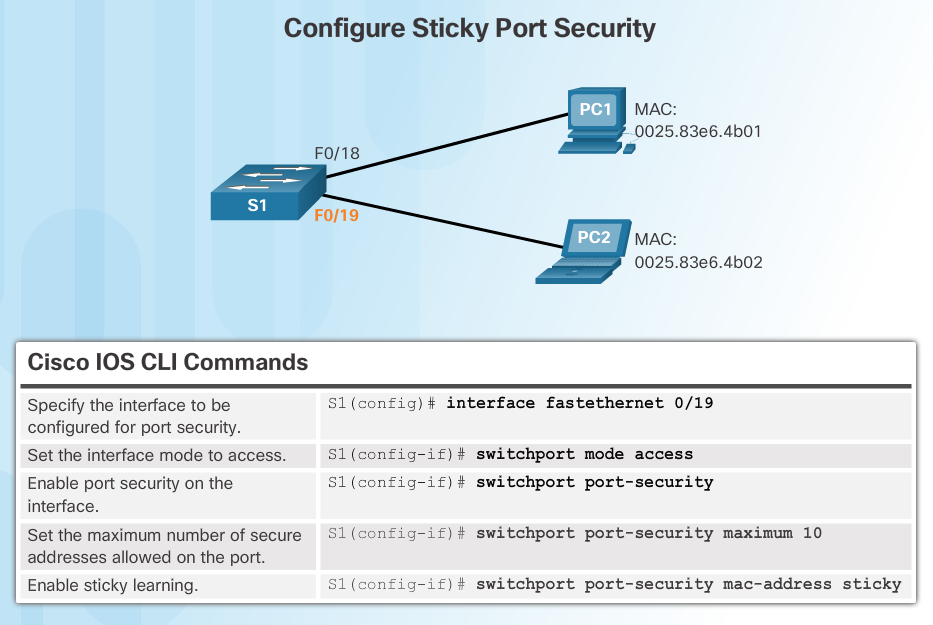 Configure Sticky Port Security
PC1
MAC:
0025.83e6.4b01
F0/18
S1
F0/19
PC2
MAC:
0025.83e6.4b02
Cisco IOS CLI Commands
Specify the interface to be
configured for port security.
S1(config)# interface fastethernet 0/19
Set the interface mode to access.
S1(config-if)# switchport mode access
Enable port security on the
interface.
S1(config-if)# switchport port-security
Set the maximum number of secure
addresses allowed on the port.
S1(config-if)# switchport port-security maximum 10
Enable sticky learning.
S1(config-if)# switchport port-security mac-address sticky